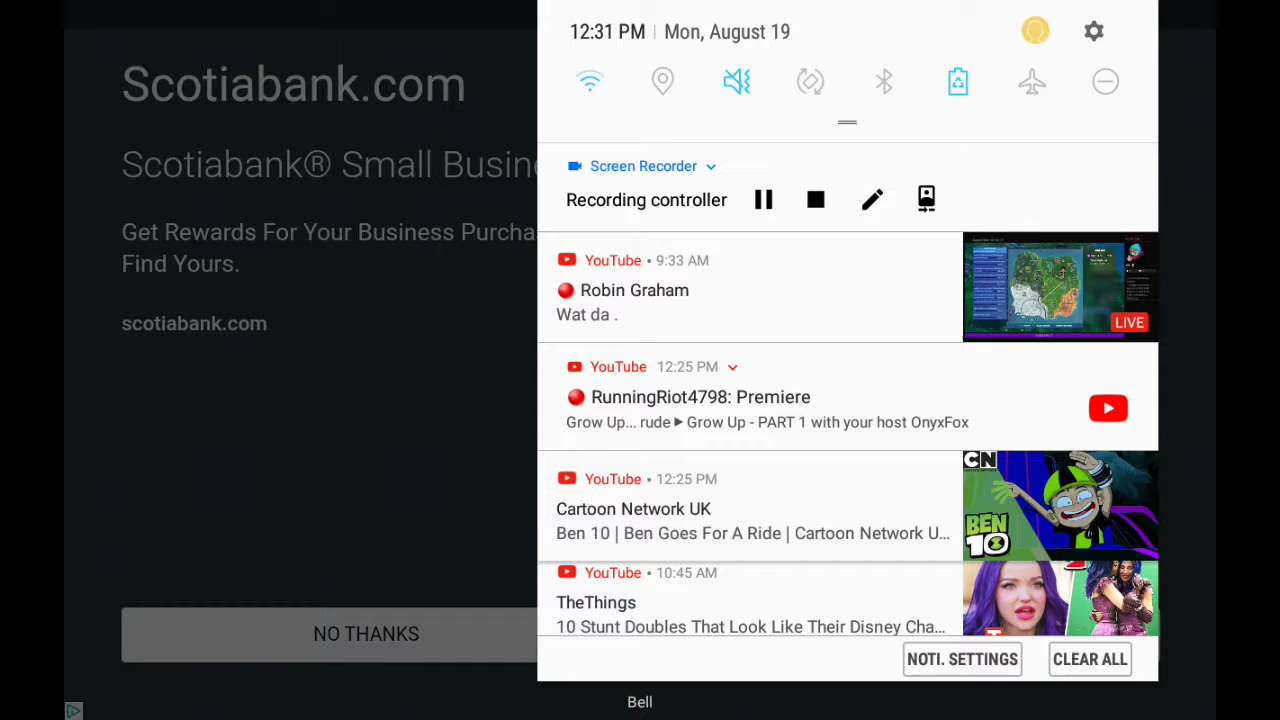 Scotiabank.com
Scotiabank® Small Busine
Get Rewards For Your Business Purcha
Find Yours.
scotiabank.com
NO THANKS
12:31 PM | Mon, August 19
Screen Recorder
Recording controller
YouTube • 9:33 AM
Robin Graham
Wat da .
LIVE
YouTube 12:25 PM
RunningRiot4798: Premiere
Grow Up... rude ▶ Grow Up - PART 1 with your host OnyxFox
YouTube • 12:25 PM
Cartoon Network UK
Ben 10 | Ben Goes For A Ride | Cartoon Network U...
CN
BEN
10
YouTube • 10:45 AM
TheThings
10 Stunt Doubles That Look Like Their Disney Cha...
NOTI. SETTINGS
CLEAR ALL
Bell